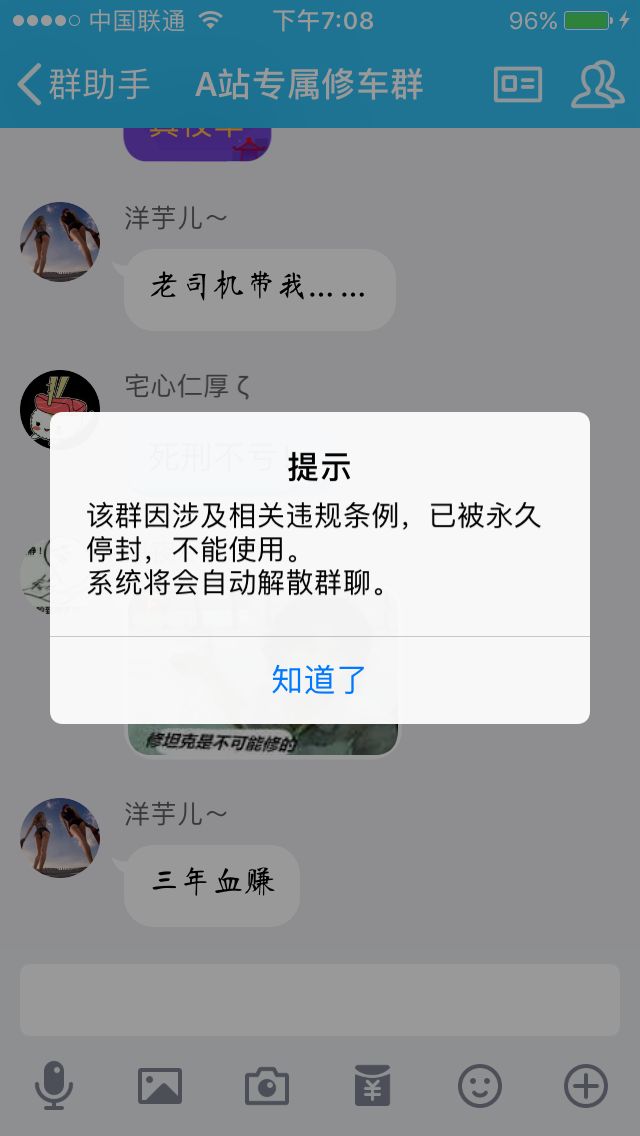 中国联通
下午7:08
96%
群助手
A站专属修车群
洋芋儿～
老司机带我……
宅心仁厚ζ
死刑不亏
提示
该群因涉及相关违规条例，已被永久
停封，不能使用。
系统将会自动解散群聊。
知道了
修坦克是不可能修的
洋芋儿～
三年血赚